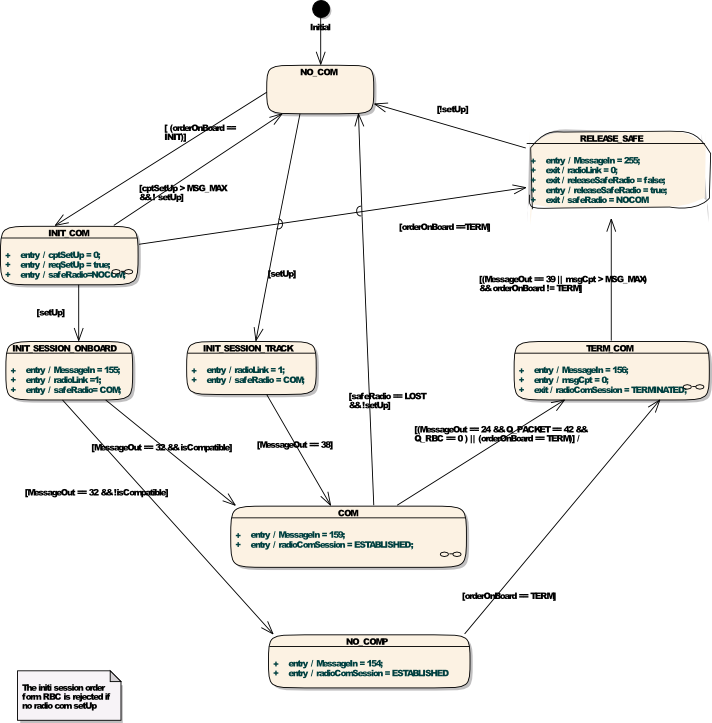 Initial
NO_COM
[ (orderOnBoard ==
INIT)]
[!setUp]
RELEASE_SAFE
+ entry / MessageIn = 255;
+ exit / radioLink = 0;
+ exit / releaseSafeRadio = false;
+ entry / releaseSafeRadio = true;
+ exit / safeRadio = NOCOM
[cptSetUp > MSG_MAX
&& ! setUp]
INIT_COM
+ entry / cptSetUp = 0;
+ entry / reqSetUp = true;
+ entry / safeRadio=NOCOM;
[orderOnBoard ==TERM]
[setUp]
[(MessageOut == 39 || msgCpt > MSG_MAX)
&& orderOnBoard != TERM]
[setUp]
INIT_SESSION_ONBOARD
+ entry / MessageIn = 155;
+ entry / radioLink =1;
+ entry / safeRadio= COM;
INIT_SESSION_TRACK
+ entry / radioLink = 1;
+ entry / safeRadio = COM;
TERM_COM
+ entry / MessageIn = 156;
+ entry / msgCpt = 0;
+ exit / radioComSession = TERMINATED;
[safeRadio == LOST
&& !setUp]
[MessageOut == 32 && isCompatible]
[MessageOut == 38]
[(MessageOut == 24 && Q_PACKET == 42 &&
Q_RBC == 0 ) || (orderOnBoard == TERM)] /
[MessageOut == 32 && !isCompatible]
COM
+ entry / MessageIn = 159;
+ entry / radioComSession = ESTABLISHED;
[orderOnBoard == TERM]
NO_COMP
+ entry / MessageIn = 154;
+ entry / radioComSession = ESTABLISHED
The initi session order
form RBC is rejected if
no radio com setUp